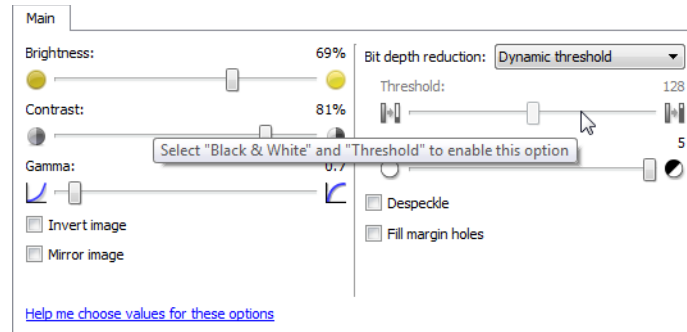 Main
Brightness: 69%
Contrast: 81%
Select "Black & White" and "Threshold" to enable this option
Gamma: 0.7
Invert image
Mirror image
Help me choose values for these options
Bit depth reduction: Dynamic threshold
Threshold: 128
5
Despeckle
Fill margin holes